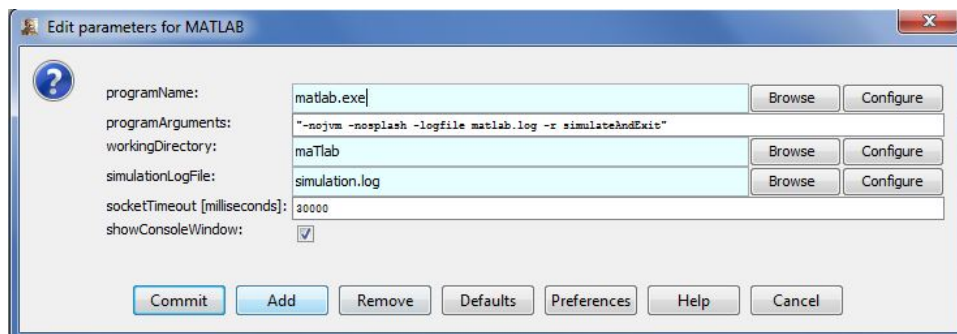 Edit parameters for MATLAB
programName: matlab.exe Browse Configure
programArguments: "-nojvm -nosplash -logfile matlab.log -r simulateAndExit"
workingDirectory: maTlab Browse Configure
simulationLogFile: simulation.log Browse Configure
socketTimeout [milliseconds]: 30000
showConsoleWindow:
Commit Add Remove Defaults Preferences Help Cancel